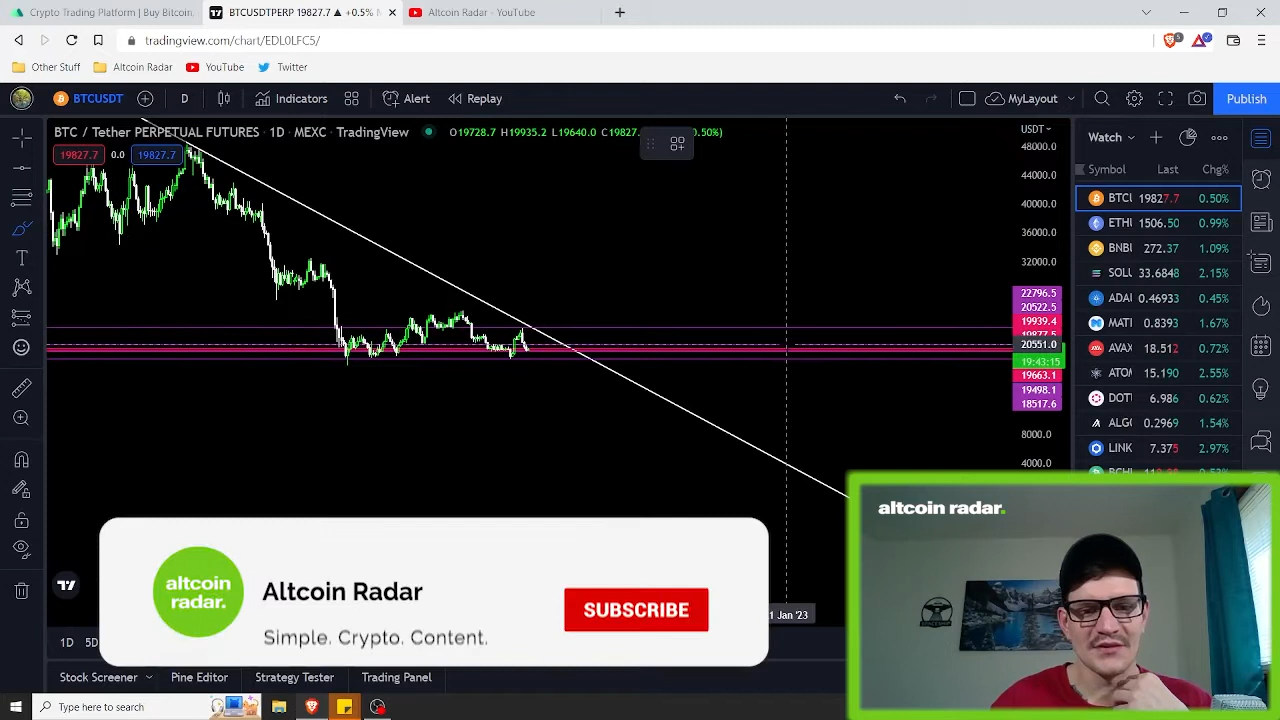 Crypto Trading Platform | Buy Bitcoin,
BTCUSDTPERP 19827.7 ▲ +0.5%
Altcoin Radar - YouTube
tradingview.com/chart/EDL0LFC5/
5
Other Stuff
Altcoin Radar
YouTube
Twitter
BTCUSDT
D
Indicators
Alert
Replay
MyLayout
Publish
BTC / Tether PERPETUAL FUTURES · 1D · MEXC · TradingView
O19728.7 H19935.2 L19640.0 C19827. 0.50%)
USDT
19827.7 0.0 19827.7
48000.0
44000.0
40000.0
36000.0
32000.0
22796.5
20522.5
19939.4
20551.0
19:43:15
19663.1
19498.1
18517.6
8000.0
4000.0
Watch
Symbol Last Chg%
BTCU 19827.7 0.50%
ETH 1506.50 0.99%
BNB 272.37 1.09%
SOL 33.6848 2.15%
ADA 0.46933 0.45%
MATI 0.8393 1.67%
AVAX 18.512 0.72%
ATOM 15.190 2.55%
DOT 6.986 0.62%
ALG 0.2969 1.54%
LINK 7.375 2.97%
altcoin radar.
altcoin radar.
Altcoin Radar
Simple. Crypto. Content.
SUBSCRIBE
1 Jan '23
1D 5D
Stock Screener
Pine Editor
Strategy Tester
Trading Panel
Type here to search